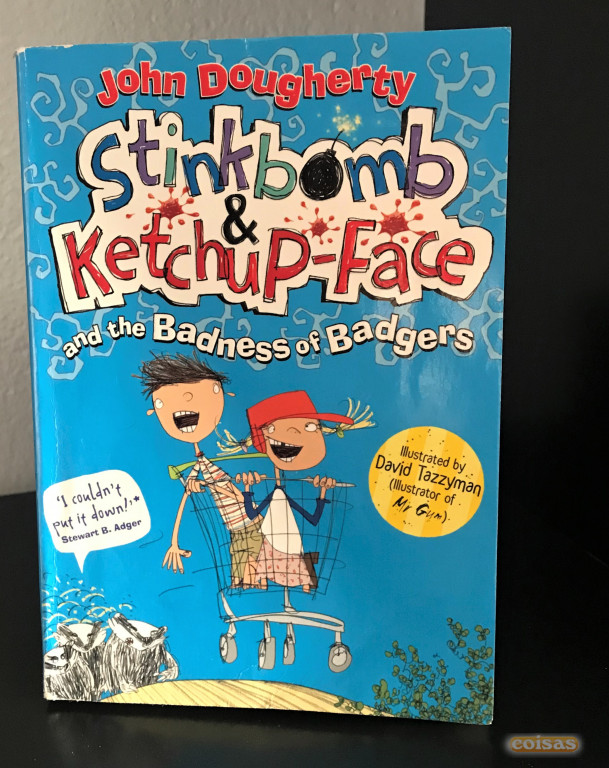 John Dougherty
Stinkbomb
&
Ketchup-Face
and the Badness of Badgers
'I couldn't
put it down!'*
Stewart B. Adger
Illustrated by
David Tazzyman
(Illustrator of
Mr Gum)
coisas